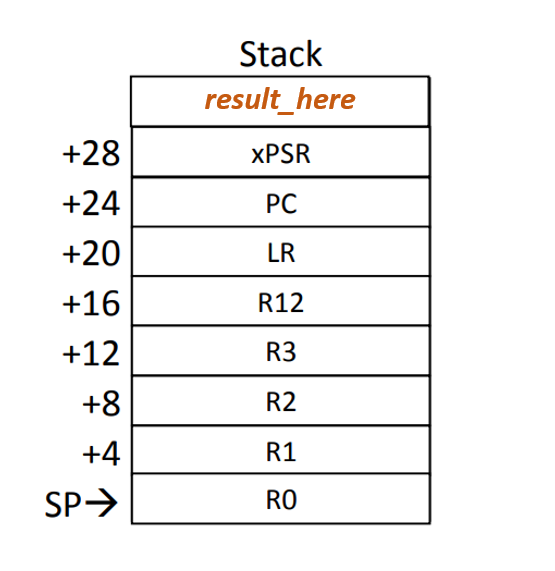 Stack
result_here
+28 xPSR
+24 PC
+20 LR
+16 R12
+12 R3
+8 R2
+4 R1
SP→ R0